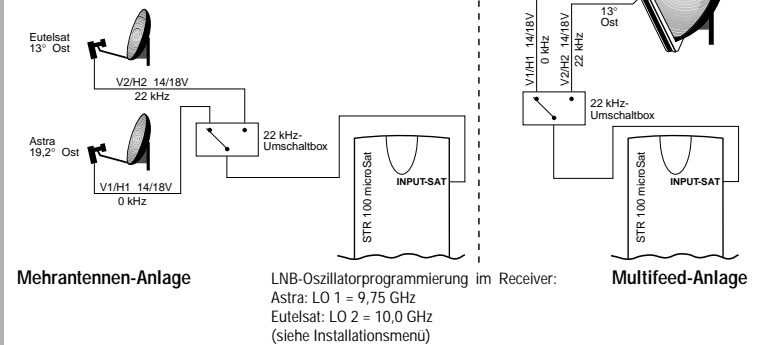 Eutelsat
13° Ost
V2/H2 14/18V
22 kHz
Astra
19,2° Ost
V1/H1 14/18V
0 kHz
22 kHz-
Umschaltbox
STR 100 microSat
INPUT-SAT
13°
Ost
V1/H1 14/18V
0 kHz
V2/H2 14/18V
22 kHz
22 kHz-
Umschaltbox
STR 100 microSat
INPUT-SAT
Mehrantennen-Anlage
LNB-Oszillatorprogrammierung im Receiver:
Astra: LO 1 = 9,75 GHz
Eutelsat: LO 2 = 10,0 GHz
(siehe Installationsmenü)
Multifeed-Anlage